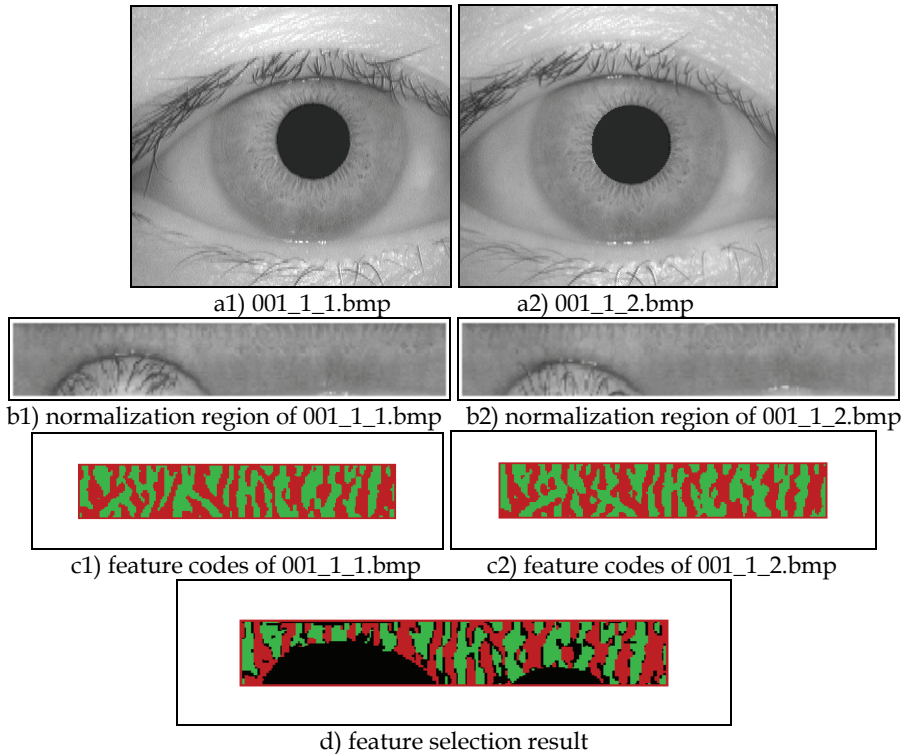 a1) 001_1_1.bmp
a2) 001_1_2.bmp
b1) normalization region of 001_1_1.bmp
b2) normalization region of 001_1_2.bmp
c1) feature codes of 001_1_1.bmp
c2) feature codes of 001_1_2.bmp
d) feature selection result